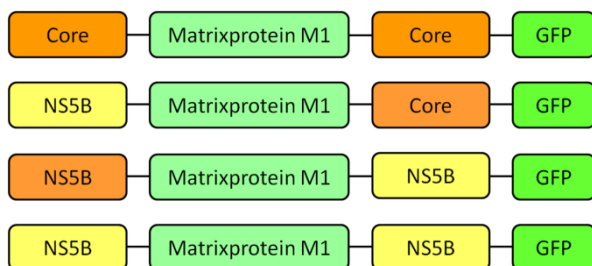 Core Matrixprotein M1 Core GFP
NS5B Matrixprotein M1 Core GFP
NS5B Matrixprotein M1 NS5B GFP
NS5B Matrixprotein M1 NS5B GFP